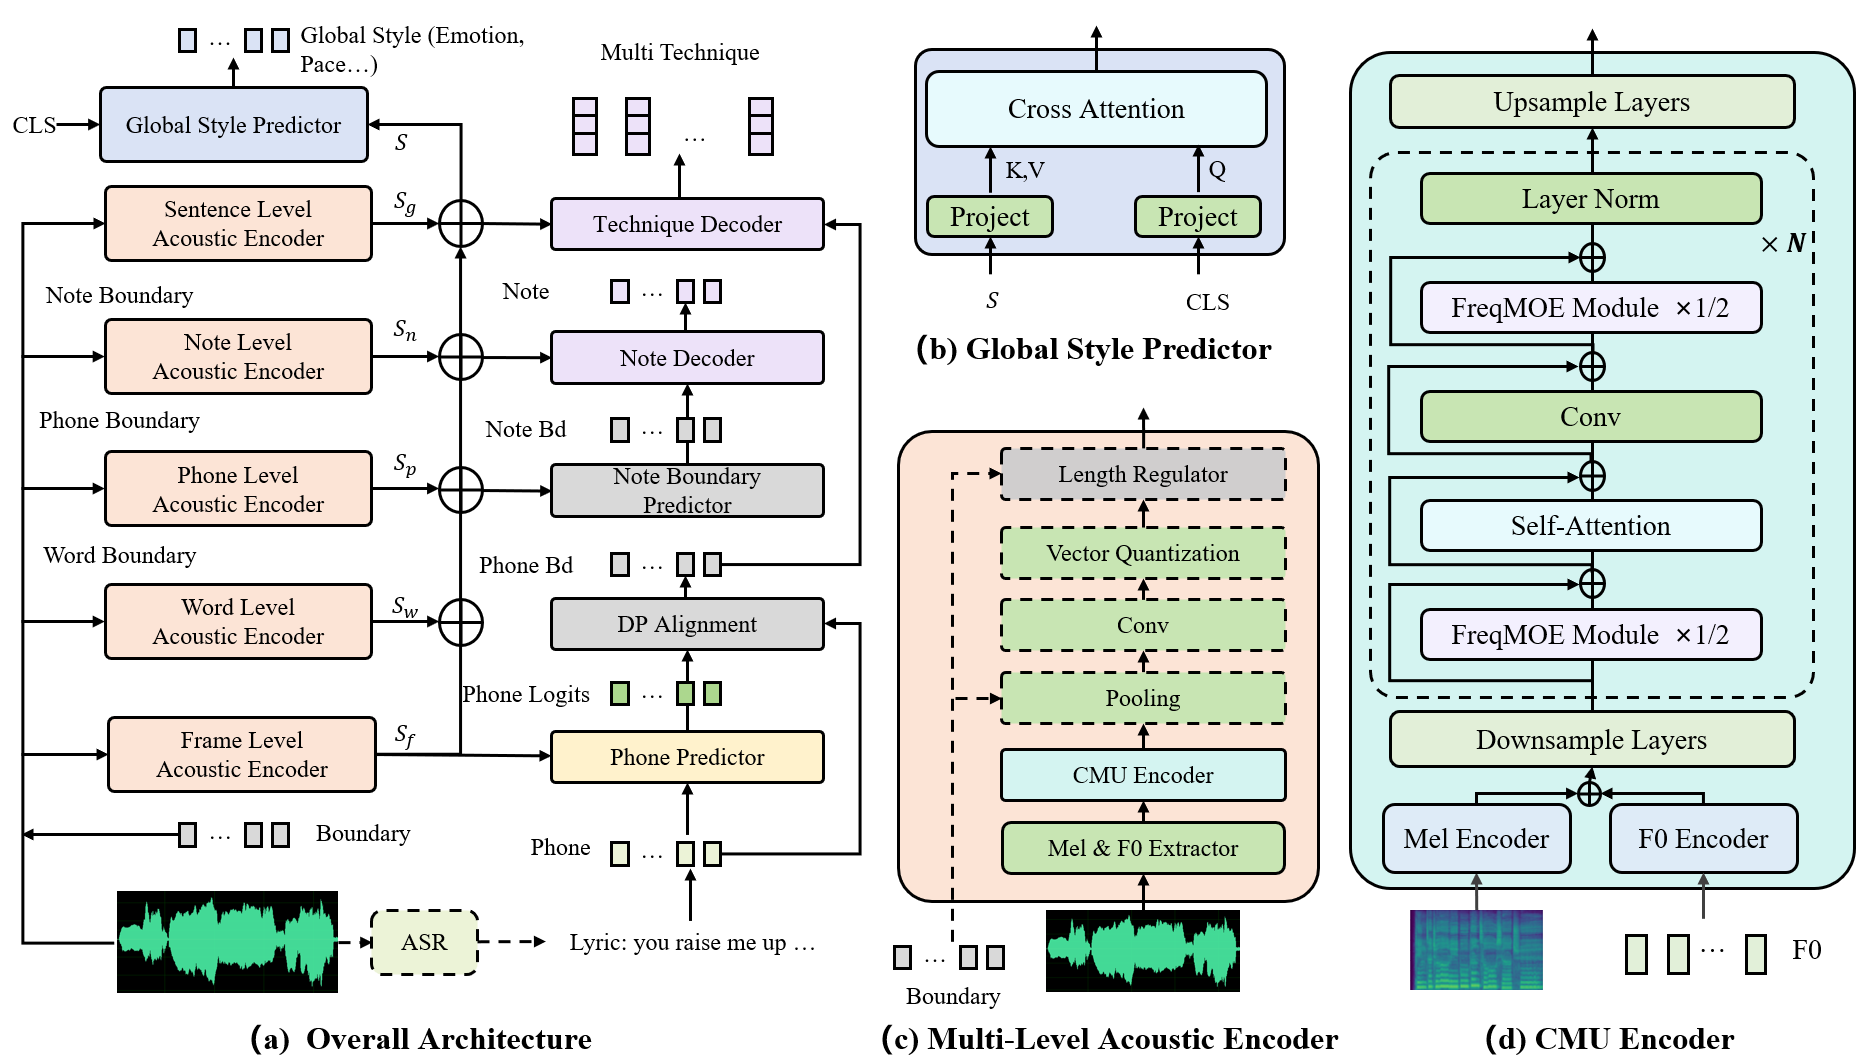 Global Style (Emotion,
Pace…)
CLS
Global Style Predictor
S
Sentence Level
Acoustic Encoder
S_g
Note Boundary
Note Level
Acoustic Encoder
S_n
Phone Boundary
Phone Level
Acoustic Encoder
S_p
Word Boundary
Word Level
Acoustic Encoder
S_w
Frame Level
Acoustic Encoder
S_f
Boundary
ASR
Lyric: you raise me up …
Multi Technique
Technique Decoder
Note
Note Decoder
Note Bd
Note Boundary
Predictor
Phone Bd
DP Alignment
Phone Logits
Phone Predictor
Phone
(a) Overall Architecture
Cross Attention
K,V
Q
Project
Project
S
CLS
(b) Global Style Predictor
Length Regulator
Vector Quantization
Conv
Pooling
CMU Encoder
Mel & F0 Extractor
Boundary
(c) Multi-Level Acoustic Encoder
Upsample Layers
Layer Norm
× N
FreqMOE Module ×1/2
Conv
Self-Attention
FreqMOE Module ×1/2
Downsample Layers
Mel Encoder
F0 Encoder
F0
(d) CMU Encoder